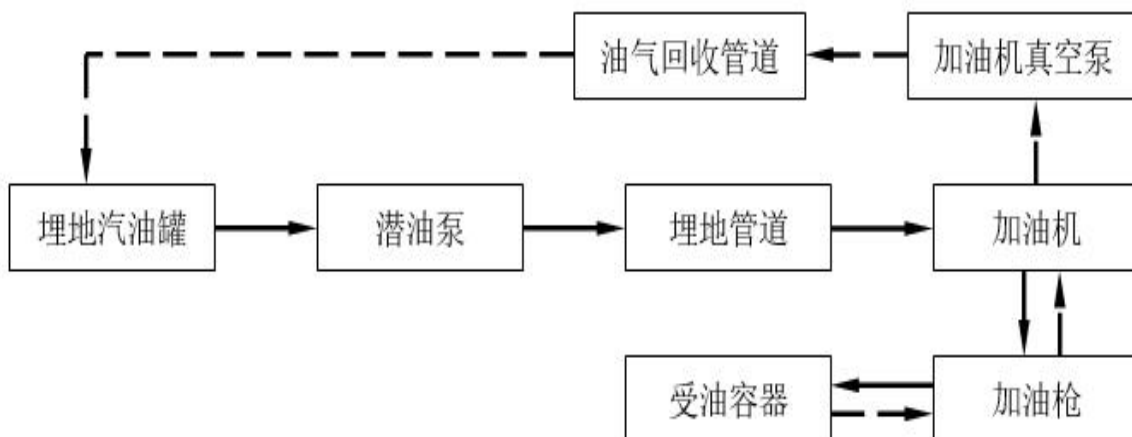 油气回收管道
加油机真空泵
埋地汽油罐
潜油泵
埋地管道
加油机
受油容器
加油枪